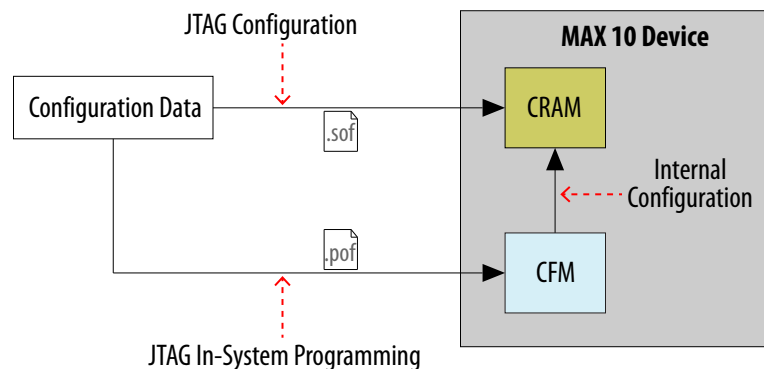 JTAG Configuration
MAX 10 Device
Configuration Data
.sof
CRAM
Internal
Configuration
.pof
CFM
JTAG In-System Programming